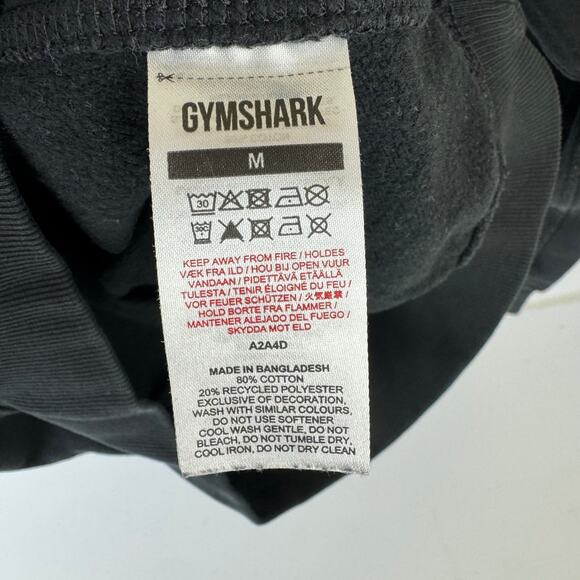 GYMSHARK
M
30
30C
KEEP AWAY FROM FIRE / HOLDES
VÆK FRA ILD / HOU BIJ OPEN VUUR
VANDAAN / PIDETTÄVÄ ETÄÄLLÄ
TULESTA / TENIR ÉLOIGNÉ DU FEU /
VOR FEUER SCHÜTZEN / 火気厳禁 /
HOLD BORTE FRA FLAMMER /
MANTENER ALEJADO DEL FUEGO /
SKYDDA MOT ELD
A2A4D
MADE IN BANGLADESH
80% COTTON
20% RECYCLED POLYESTER
EXCLUSIVE OF DECORATION,
WASH WITH SIMILAR COLOURS,
DO NOT USE SOFTENER
COOL WASH GENTLE, DO NOT
BLEACH, DO NOT TUMBLE DRY,
COOL IRON, DO NOT DRY CLEAN